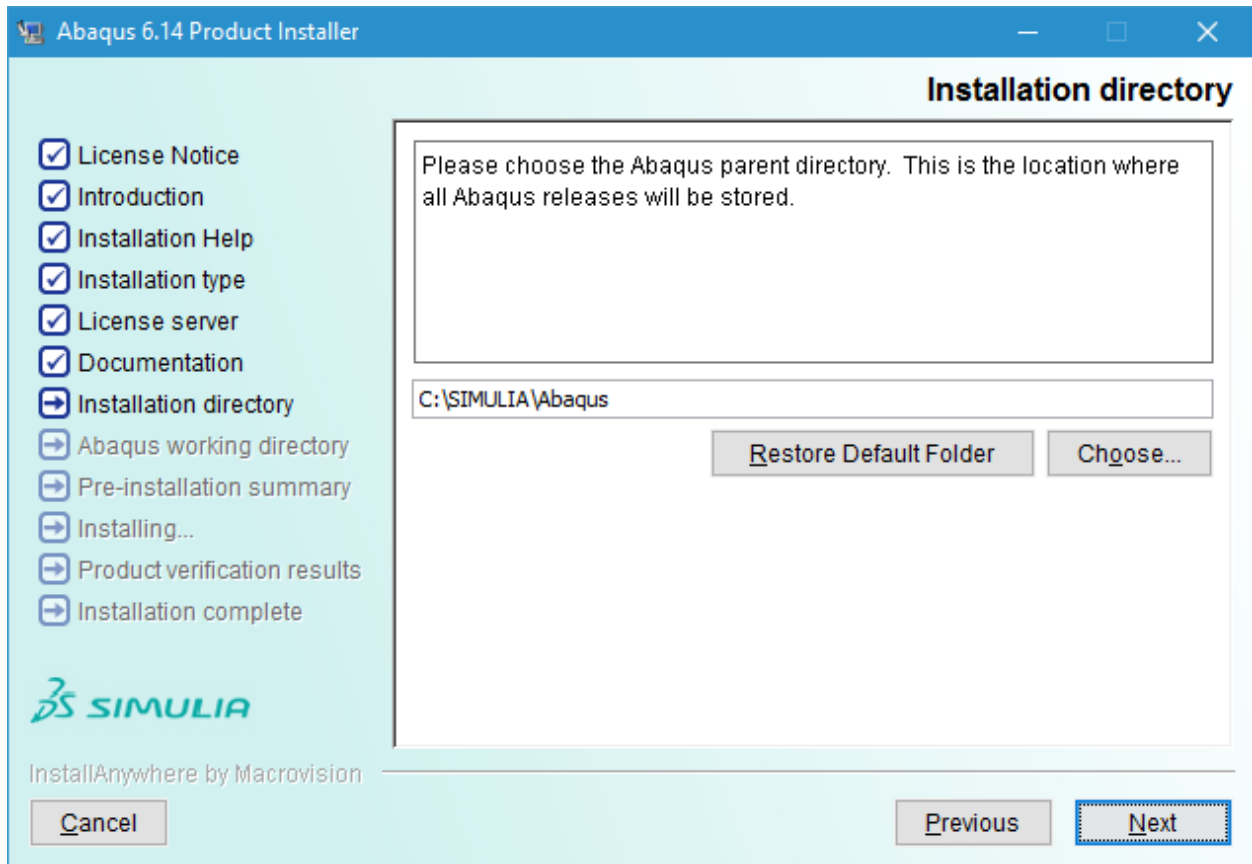 Abaqus 6.14 Product Installer
Installation directory
License Notice
Introduction
Installation Help
Installation type
License server
Documentation
Installation directory
Abaqus working directory
Pre-installation summary
Installing...
Product verification results
Installation complete
Please choose the Abaqus parent directory.  This is the location where
all Abaqus releases will be stored.
C:\SIMULIA\Abaqus
Restore Default Folder
Choose...
3DS SIMULIA
InstallAnywhere by Macrovision
Cancel
Previous
Next